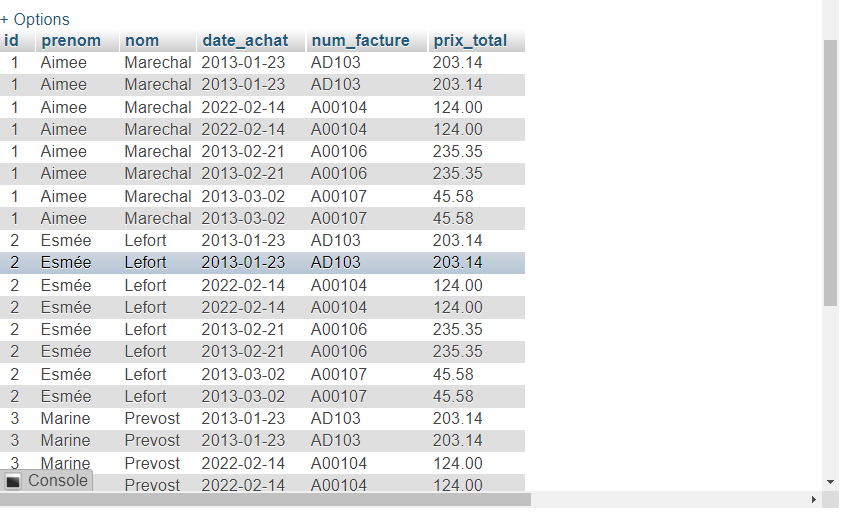 + Options
id prenom nom date_achat num_facture prix_total
1 Aimee Marechal 2013-01-23 AD103 203.14
1 Aimee Marechal 2013-01-23 AD103 203.14
1 Aimee Marechal 2022-02-14 A00104 124.00
1 Aimee Marechal 2022-02-14 A00104 124.00
1 Aimee Marechal 2013-02-21 A00106 235.35
1 Aimee Marechal 2013-02-21 A00106 235.35
1 Aimee Marechal 2013-03-02 A00107 45.58
1 Aimee Marechal 2013-03-02 A00107 45.58
2 Esmée Lefort 2013-01-23 AD103 203.14
2 Esmée Lefort 2013-01-23 AD103 203.14
2 Esmée Lefort 2022-02-14 A00104 124.00
2 Esmée Lefort 2022-02-14 A00104 124.00
2 Esmée Lefort 2013-02-21 A00106 235.35
2 Esmée Lefort 2013-02-21 A00106 235.35
2 Esmée Lefort 2013-03-02 A00107 45.58
2 Esmée Lefort 2013-03-02 A00107 45.58
3 Marine Prevost 2013-01-23 AD103 203.14
3 Marine Prevost 2013-01-23 AD103 203.14
3 Marine Prevost 2022-02-14 A00104 124.00
Console Prevost 2022-02-14 A00104 124.00